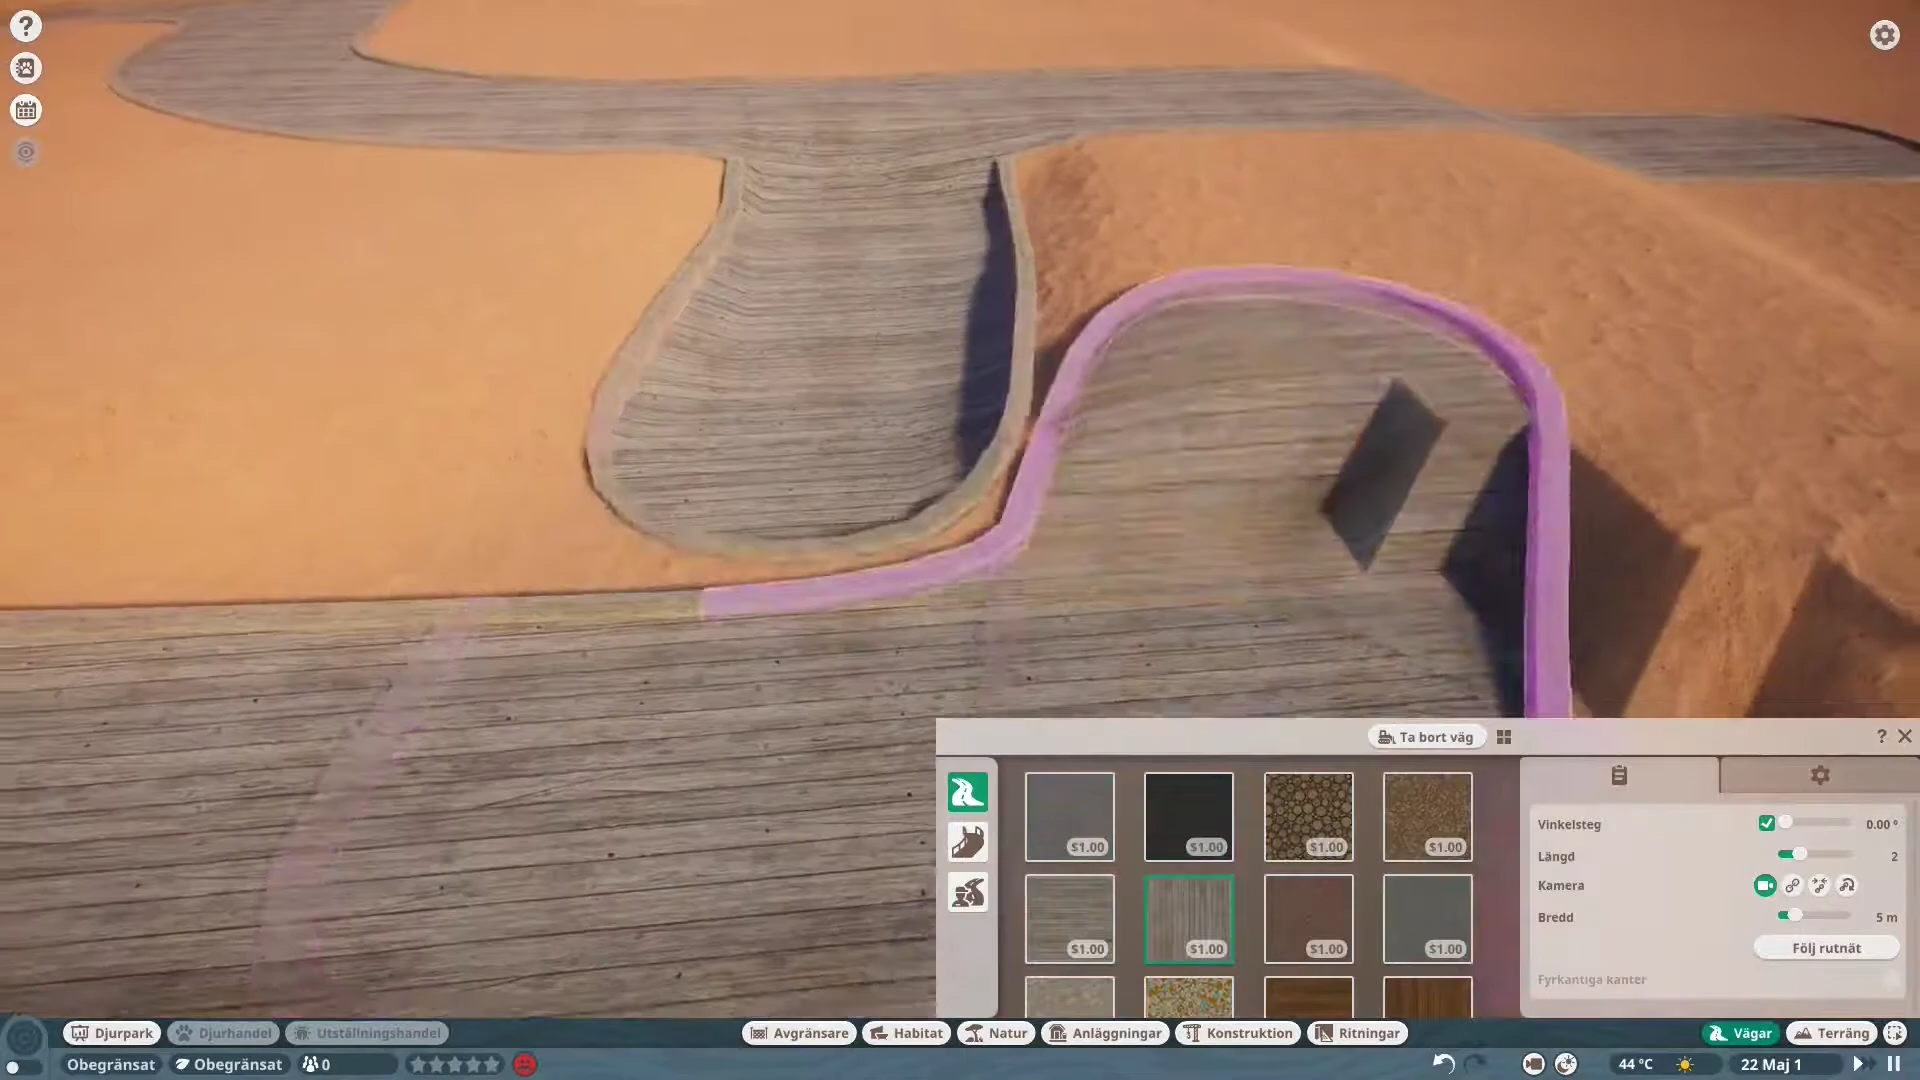 ?
Ta bort väg
?
$1.00
$1.00
$1.00
$1.00
$1.00
$1.00
$1.00
$1.00
Vinkelsteg
0.00 °
Längd
2
Kamera
Bredd
5 m
Följ rutnät
Fyrkantiga kanter
Djurpark
Djurhandel
Utställningshandel
Avgränsare
Habitat
Natur
Anläggningar
Konstruktion
Ritningar
Vägar
Terräng
Obegränsat
Obegränsat
0
44 °C
22 Maj 1